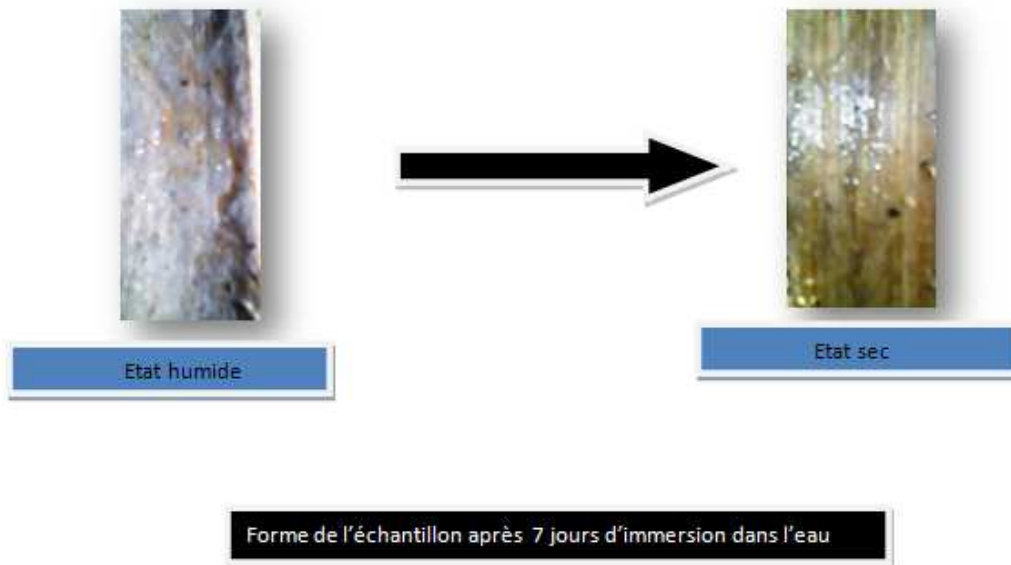 Etat humide
Etat sec
Forme de l'échantillon après 7 jours d'immersion dans l'eau